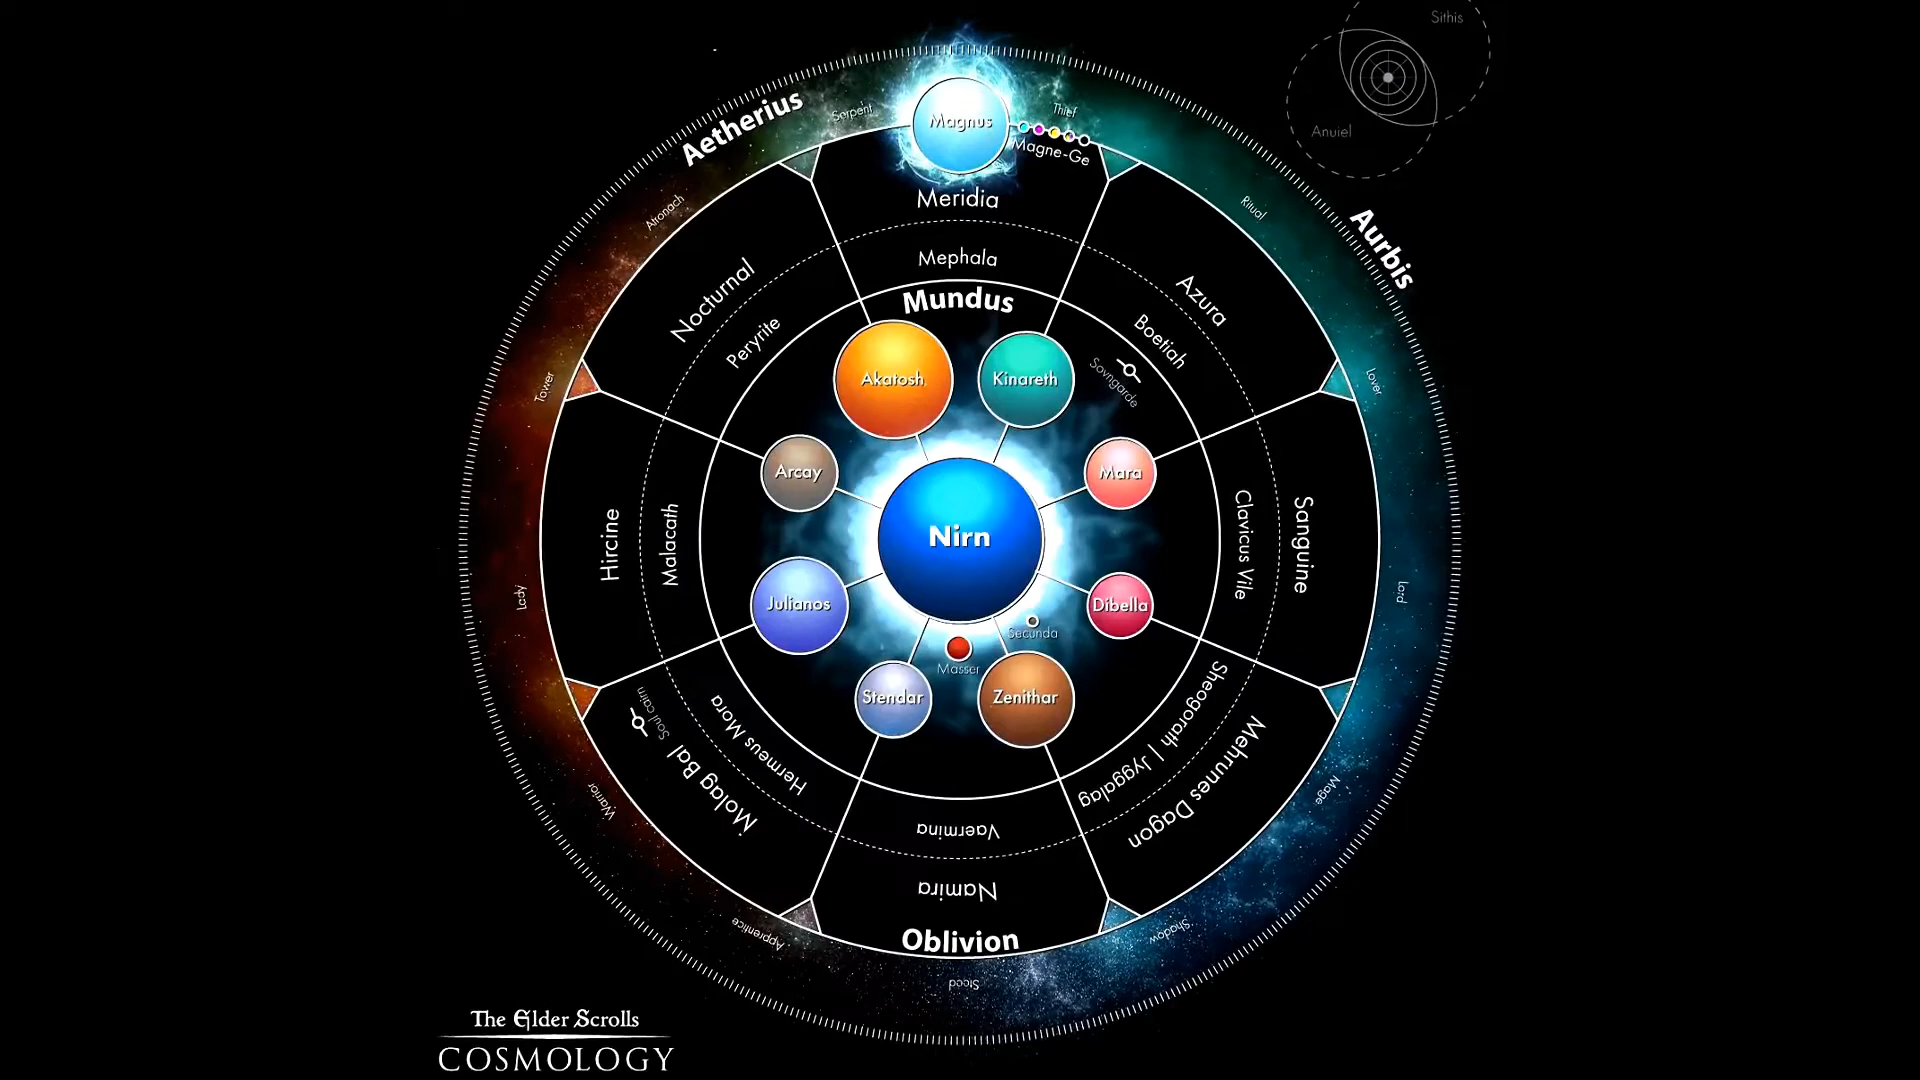 Sithis
Anuiel
Aurbis
Aetherius
Serpent
Magnus
Thief
Magne-Ge
Atronach
Ritual
Meridia
Nocturnal
Azura
Mephala
Peryrite
Boetiah
Mundus
Sovngarde
Akatosh
Kinareth
Tower
Lover
Arcay
Mara
Hircine
Malacath
Nirn
Clavicus Vile
Sanguine
Lady
Lord
Julianos
Dibella
Secunda
Masser
Stendar
Zenithar
Soul cairn
Molag Bal
Hermeus Mora
Sheogorath | Jyggalag
Mehrunes Dagon
Warrior
Mage
Vaermina
Namira
Oblivion
Apprentice
Shadow
Steed
The Elder Scrolls
COSMOLOGY